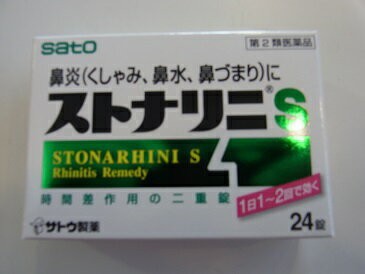 sato
第2類医薬品
鼻炎(くしゃみ、鼻水、鼻づまり)に
ストナリニ®S
STONARHINI S
Rhinitis Remedy
時間差作用の二重錠
1日1~2回で効く
サトウ製薬
24錠